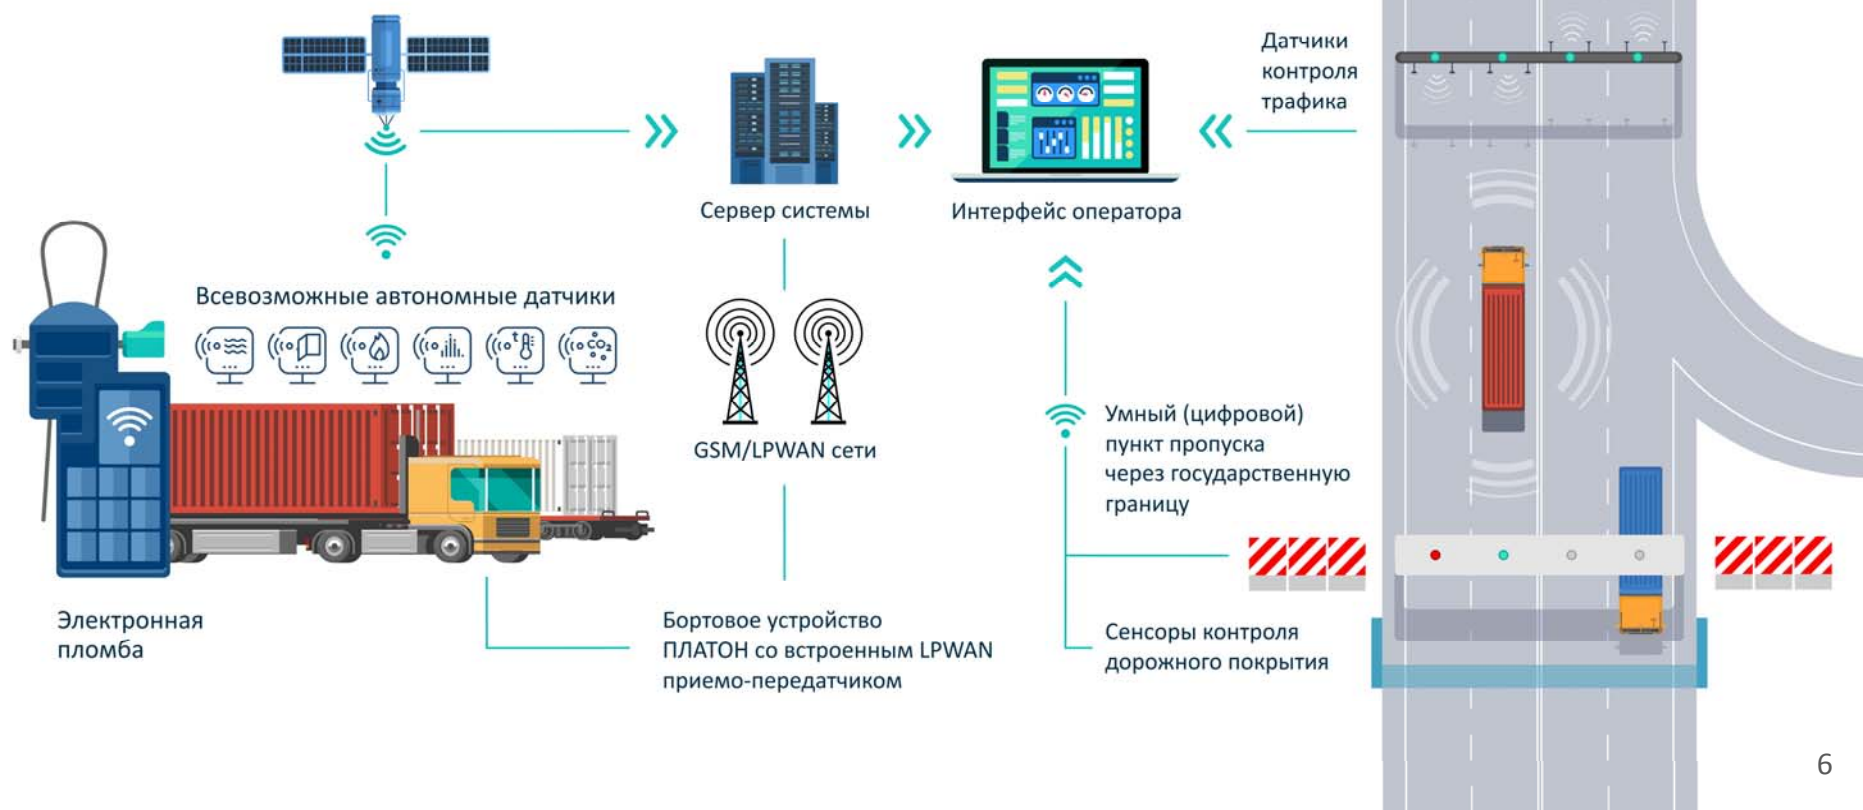 Датчики
контроля
трафика
Сервер системы
Интерфейс оператора
Всевозможные автономные датчики
t
CO₂
GSM/LPWAN сети
Умный (цифровой)
пункт пропуска
через государственную
границу
Электронная
пломба
Бортовое устройство
ПЛАТОН со встроенным LPWAN
приемо-передатчиком
Сенсоры контроля
дорожного покрытия
6